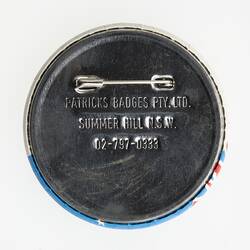 PATRICKS BADGES PTY. LTD.
SUMMER HILL N.S.W.
02-797-0333